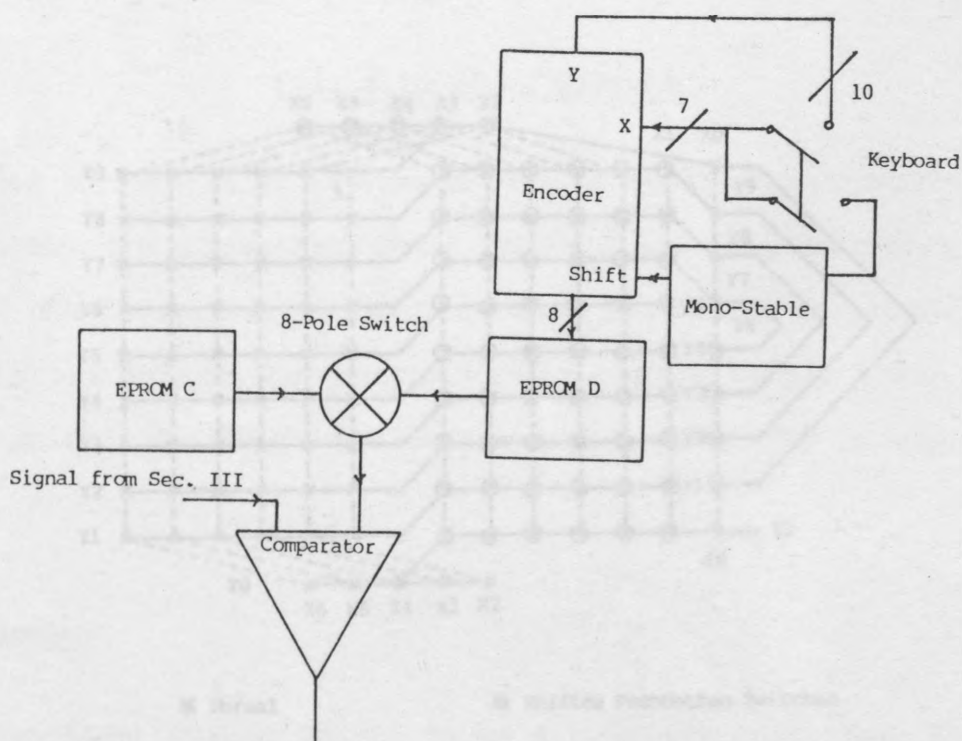 Y
10
7
X
Keyboard
Encoder
Shift
Mono-Stable
8-Pole Switch
8
EPROM C
EPROM D
Signal from Sec. III
Comparator